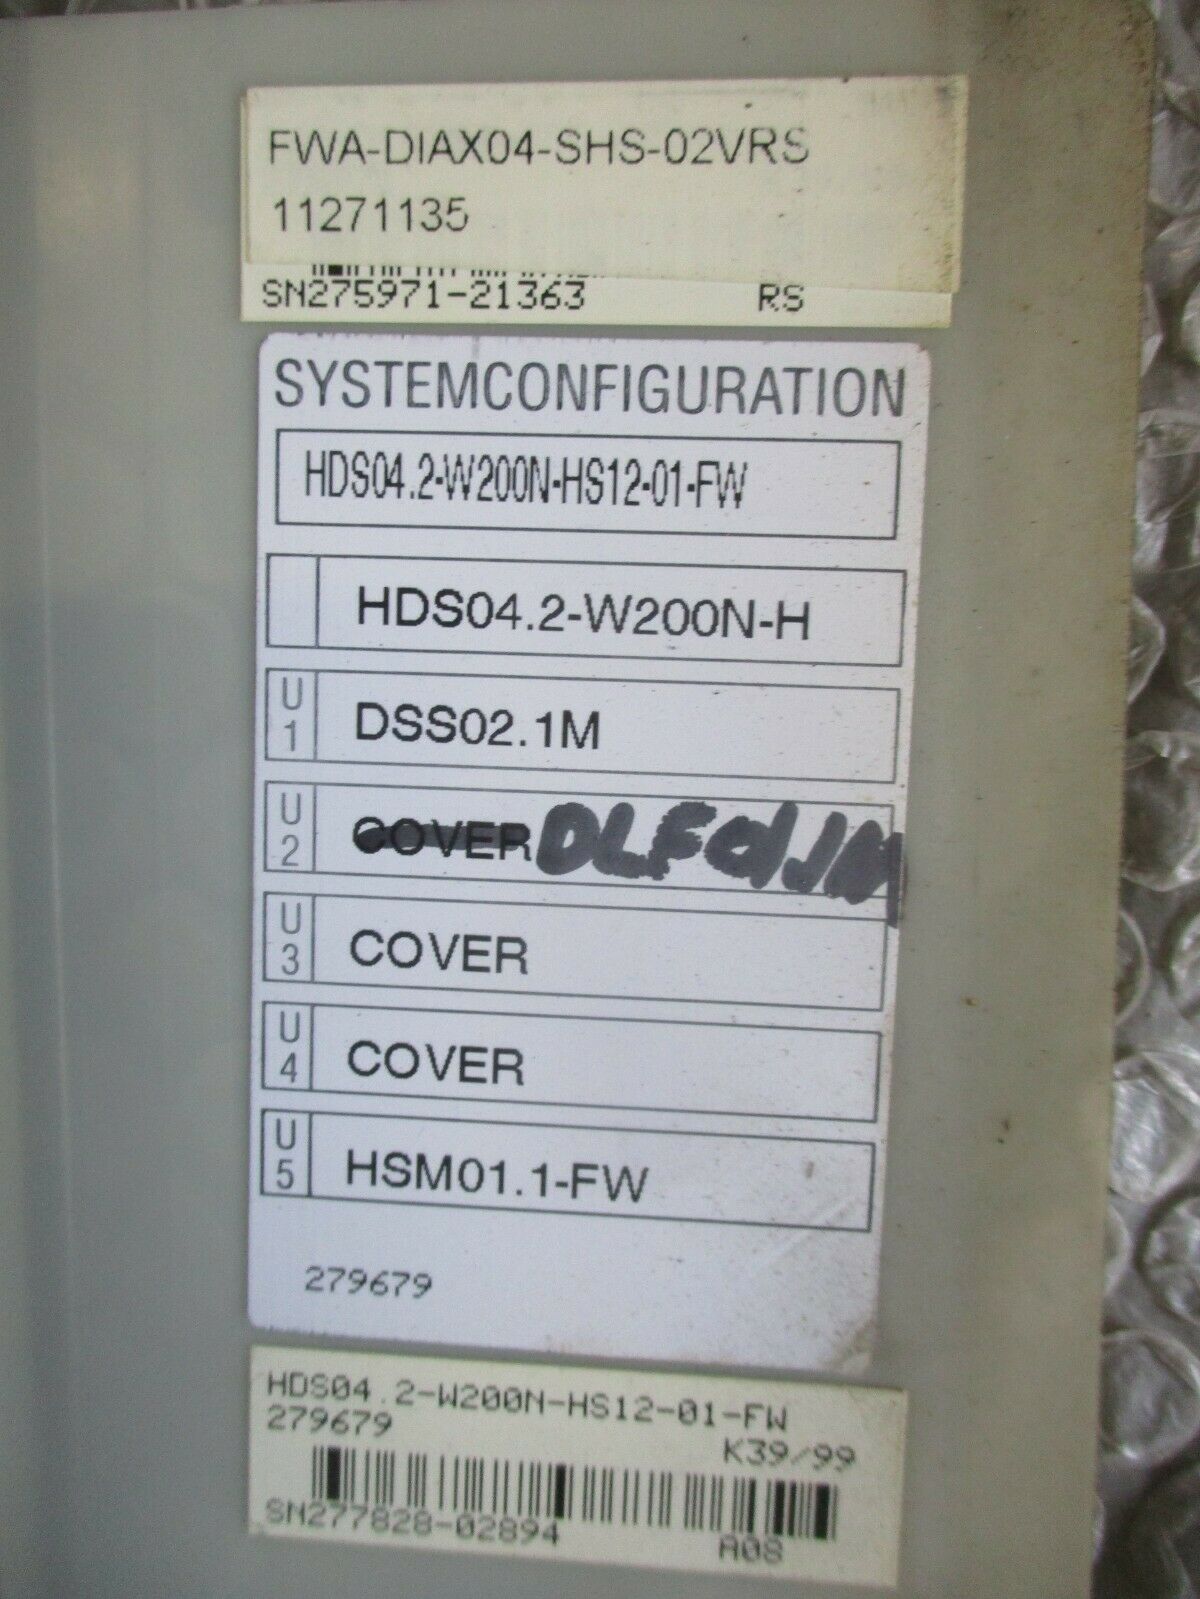 FWA-DIAX04-SHS-02VRS
11271135
SN275971-21363 RS
SYSTEMCONFIGURATION
HDS04.2-W200N-HS12-01-FW
HDS04.2-W200N-H
U1 DSS02.1M
U2 COVER DLF01.1M
U3 COVER
U4 COVER
U5 HSM01.1-FW
279679
HDS04.2-W200N-HS12-01-FW
279679 K39/99
SN277828-02894 A08